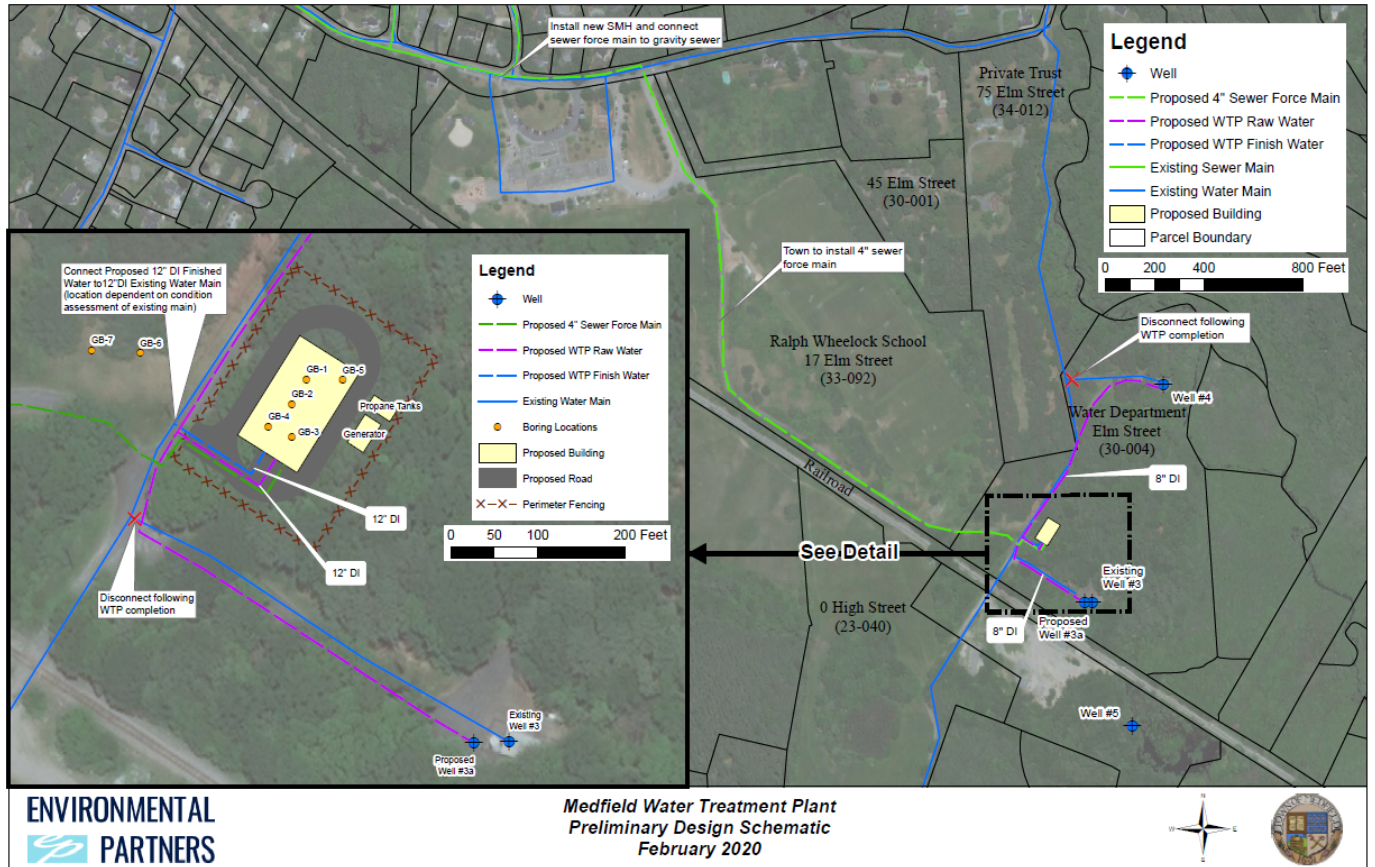 Install new SMH and connect
sewer force main to gravity sewer
Private Trust
75 Elm Street
(34-012)
45 Elm Street
(30-001)
Town to install 4" sewer
force main
Ralph Wheelock School
17 Elm Street
(33-092)
Disconnect following
WTP completion
Well #4
Water Department
Elm Street
(30-004)
8" DI
Railroad
See Detail
Existing
Well #3
Proposed
Well #3a
8" DI
0 High Street
(23-040)
Well #5
Legend
Well
Proposed 4" Sewer Force Main
Proposed WTP Raw Water
Proposed WTP Finish Water
Existing Sewer Main
Existing Water Main
Proposed Building
Parcel Boundary
0 200 400 800 Feet
Connect Proposed 12" DI Finished
Water to12"DI Existing Water Main
(location dependent on condition
assessment of existing main)
GB-7
GB-6
GB-1
GB-5
GB-2
GB-4
GB-3
Propane Tanks
Generator
12" DI
12" DI
Disconnect following
WTP completion
Existing
Well #3
Proposed
Well #3a
Legend
Well
Proposed 4" Sewer Force Main
Proposed WTP Raw Water
Proposed WTP Finish Water
Existing Water Main
Boring Locations
Proposed Building
Proposed Road
Perimeter Fencing
0 50 100 200 Feet
ENVIRONMENTAL
ep PARTNERS
Medfield Water Treatment Plant
Preliminary Design Schematic
February 2020
N
W E
S